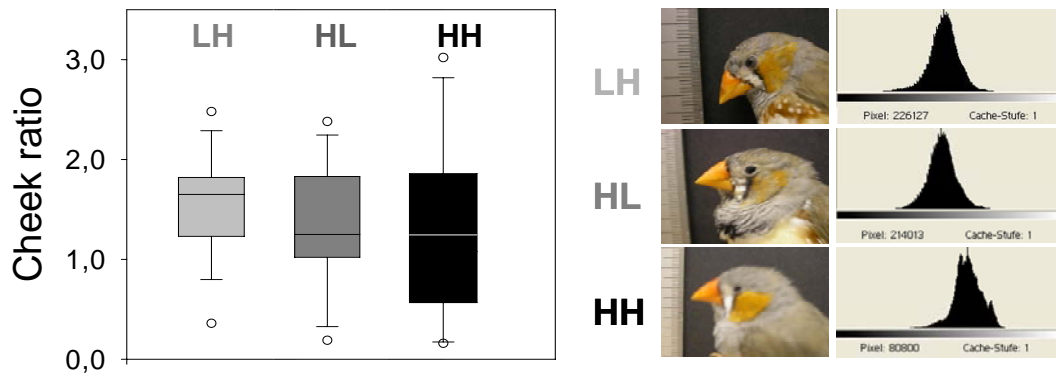 Cheek ratio
3,0
2,0
1,0
0,0
LH
HL
HH
LH
Pixel: 226127 Cache-Stufe: 1
HL
Pixel: 214013 Cache-Stufe: 1
HH
Pixel: 80800 Cache-Stufe: 1